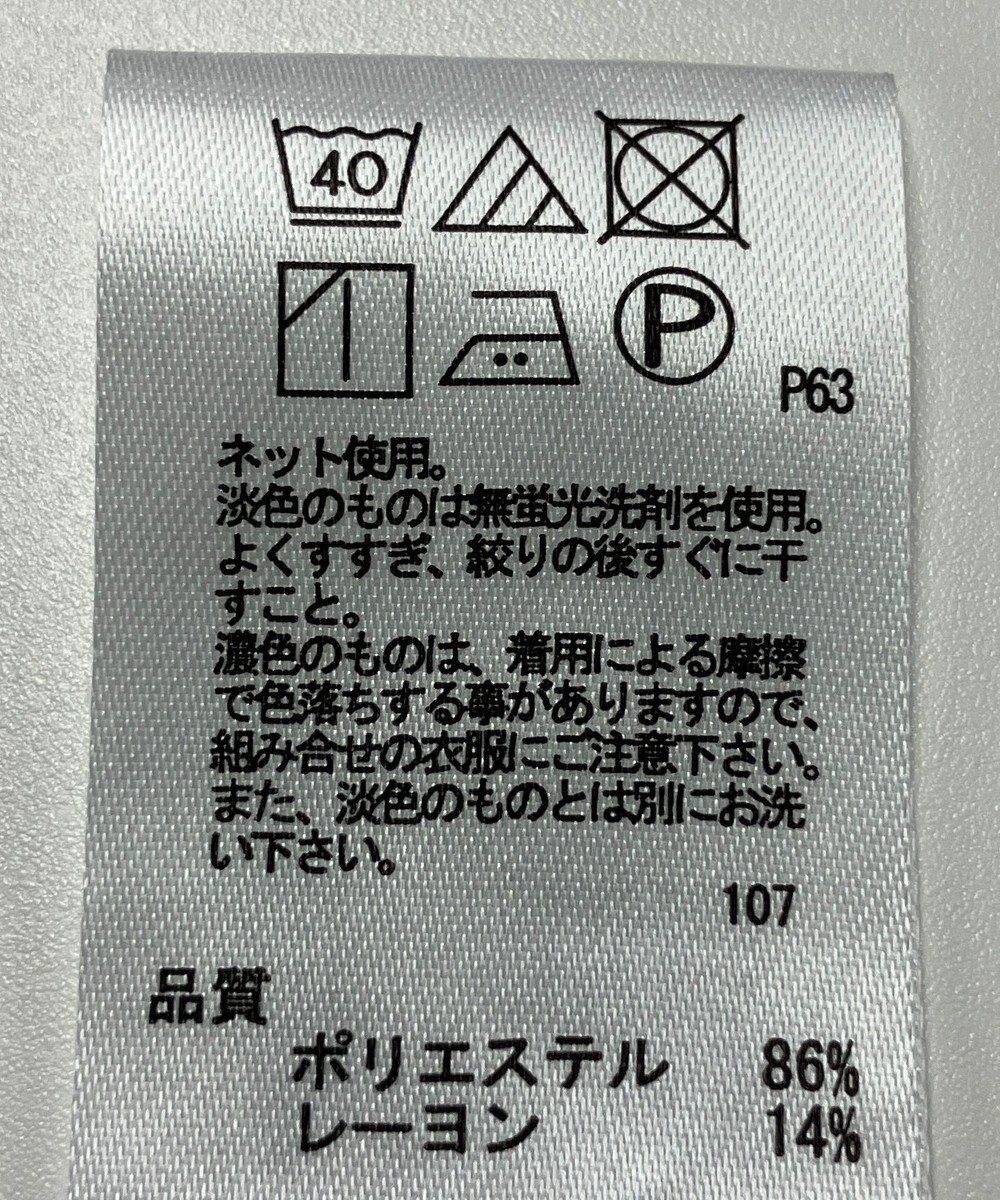 40
P
P63
ネット使用。
淡色のものは無蛍光洗剤を使用。
よくすすぎ、絞りの後すぐに干
すこと。
濃色のものは、着用による摩擦
で色落ちする事がありますので、
組み合せの衣服にご注意下さい。
また、淡色のものとは別にお洗
い下さい。
107
品質
ポリエステル 86%
レーヨン 14%